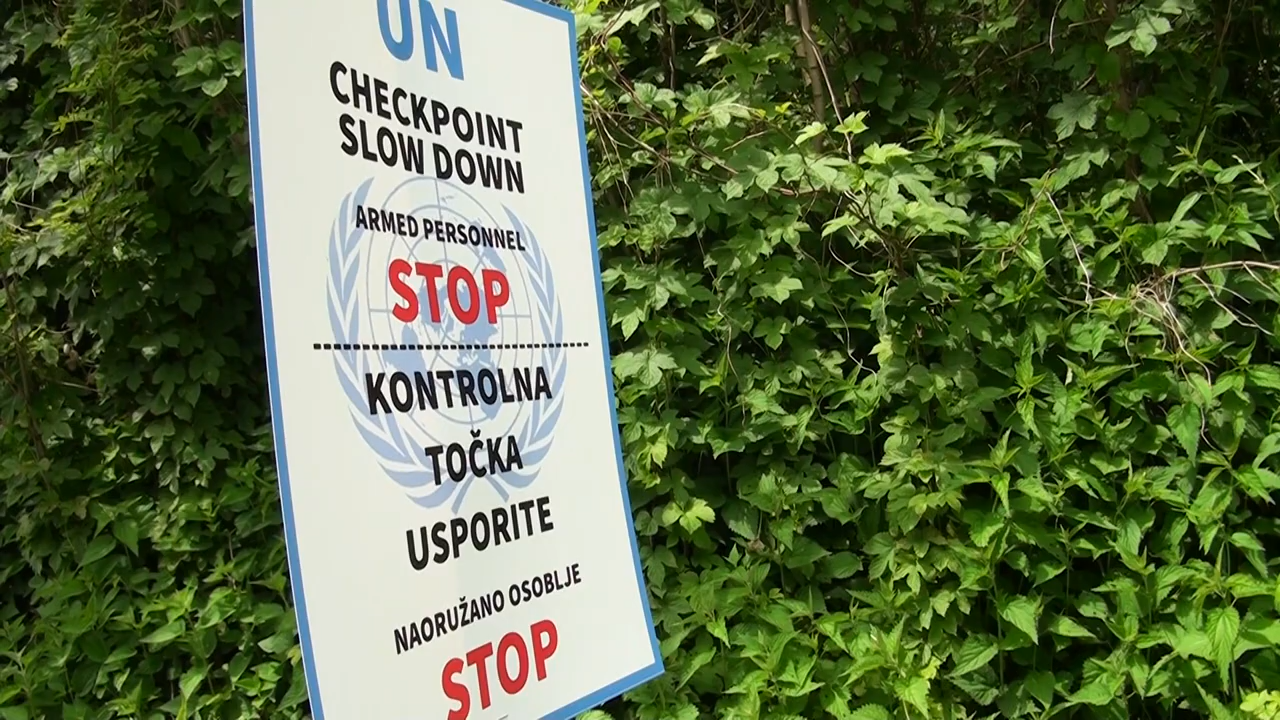 UN
CHECKPOINT
SLOW DOWN
ARMED PERSONNEL
STOP
KONTROLNA
TOČKA
USPORITE
NAORUŽANO OSOBLJE
STOP